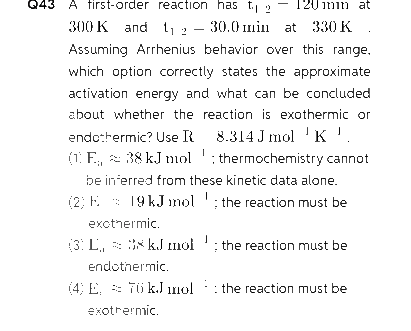 Q43 A first-order reaction has t₁/₂ = 120 min at
300 K and t₁/₂ = 30.0 min at 330 K .
Assuming Arrhenius behavior over this range,
which option correctly states the approximate
activation energy and what can be concluded
about whether the reaction is exothermic or
endothermic? Use R 8.314 J mol⁻¹ K⁻¹ .
(1) Eₐ ≈ 38 kJ mol⁻¹ ; thermochemistry cannot
be inferred from these kinetic data alone.
(2) E ≈ 19 kJ mol⁻¹ ; the reaction must be
exothermic.
(3) Eₐ ≈ 38 kJ mol⁻¹ ; the reaction must be
endothermic.
(4) E ≈ 76 kJ mol⁻¹ ; the reaction must be
exothermic.